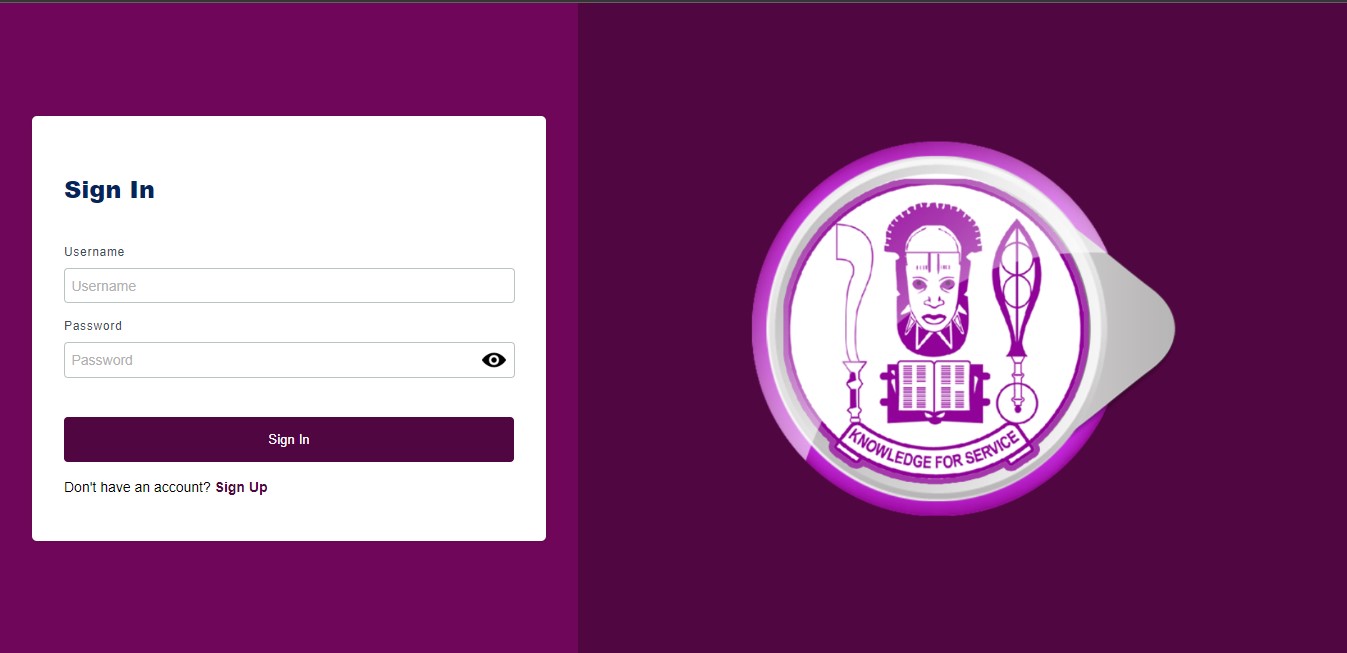 Sign In
Username
Username
Password
Password
Sign In
Don't have an account? Sign Up
KNOWLEDGE FOR SERVICE